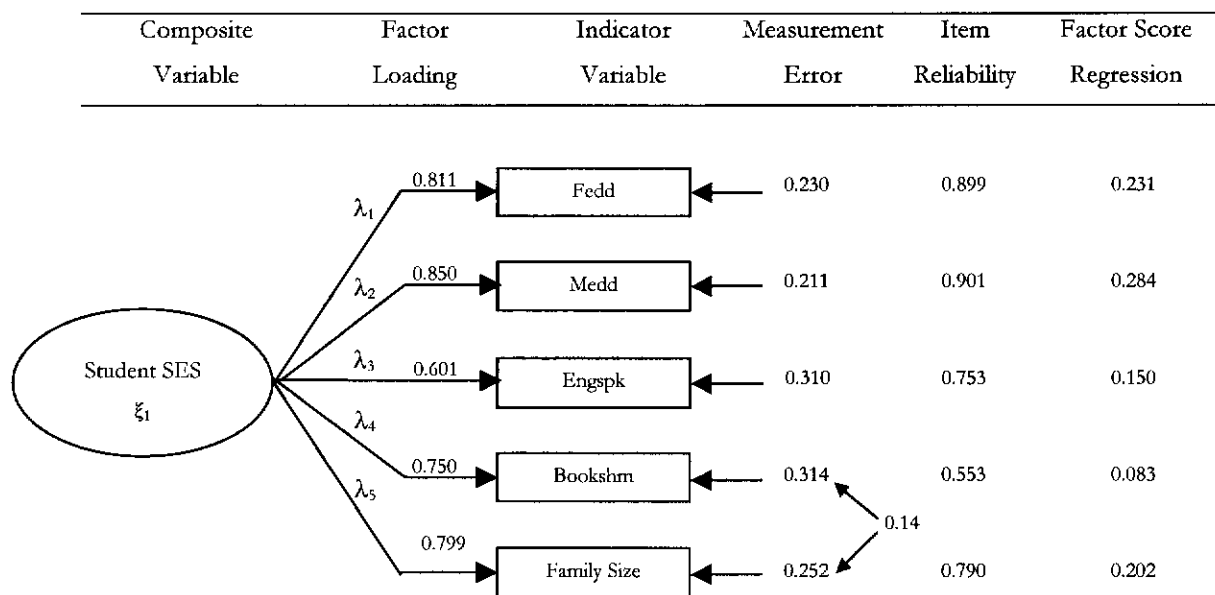 Composite Factor Indicator Measurement Item Factor Score
Variable Loading Variable Error Reliability Regression
0.811 Fedd 0.230 0.899 0.231
λ1
0.850 Medd 0.211 0.901 0.284
λ2
Student SES λ3 0.601 Engspk 0.310 0.753 0.150
ξ1
λ4
0.750 Bookshm 0.314 0.553 0.083
λ5
0.14
0.799 Family Size 0.252 0.790 0.202